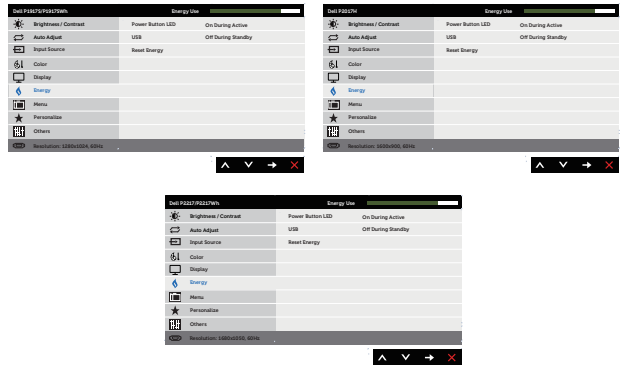 Dell P1917S/P1917SWh Energy Use
Brightness / Contrast Power Button LED On During Active
Auto Adjust USB Off During Standby
Input Source Reset Energy
Color
Display
Energy
Menu
Personalize
Others
Resolution: 1280x1024, 60Hz
Dell P2017H Energy Use
Brightness / Contrast Power Button LED On During Active
Auto Adjust USB Off During Standby
Input Source Reset Energy
Color
Display
Energy
Menu
Personalize
Others
Resolution: 1600x900, 60Hz
Dell P2217/P2217Wh Energy Use
Brightness / Contrast Power Button LED On During Active
Auto Adjust USB Off During Standby
Input Source Reset Energy
Color
Display
Energy
Menu
Personalize
Others
Resolution: 1680x1050, 60Hz